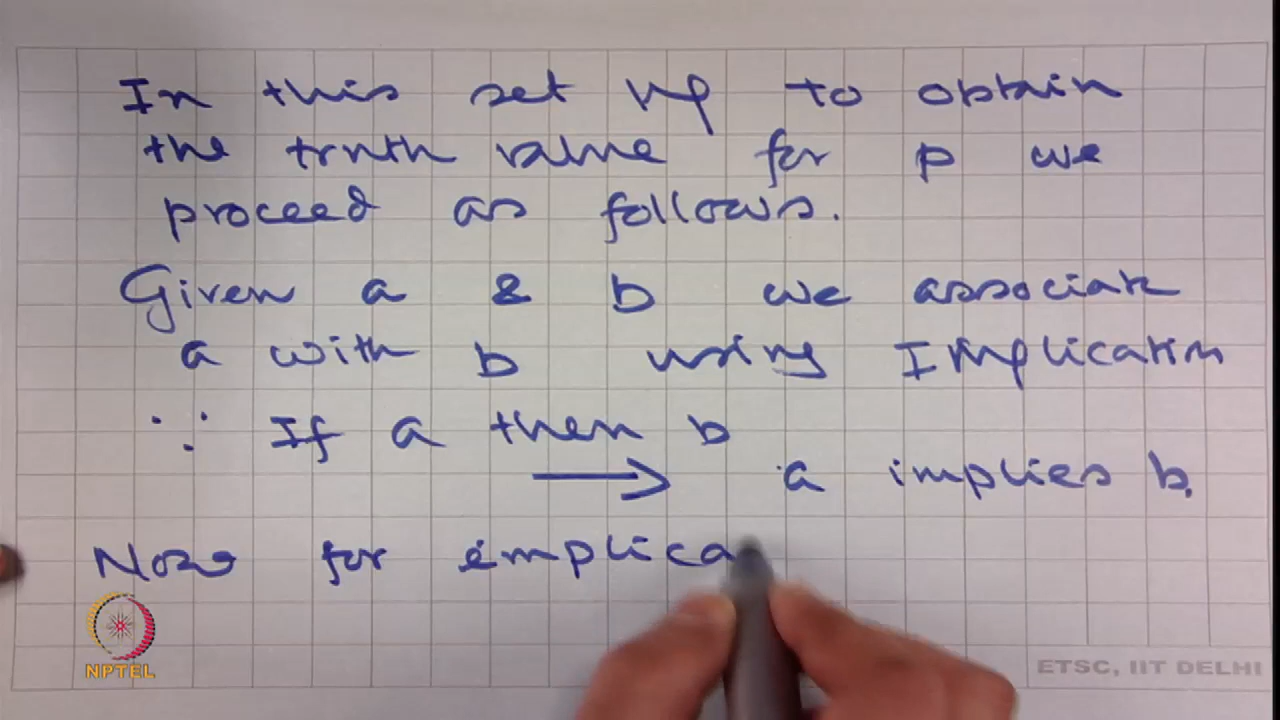 In this set up to obtain
the truth value for p we
proceed as follows.
Given a & b we associate
a with b using Implication
∵ If a then b
→ a implies b.
Now for implica
NPTEL
ETSC, IIT DELHI